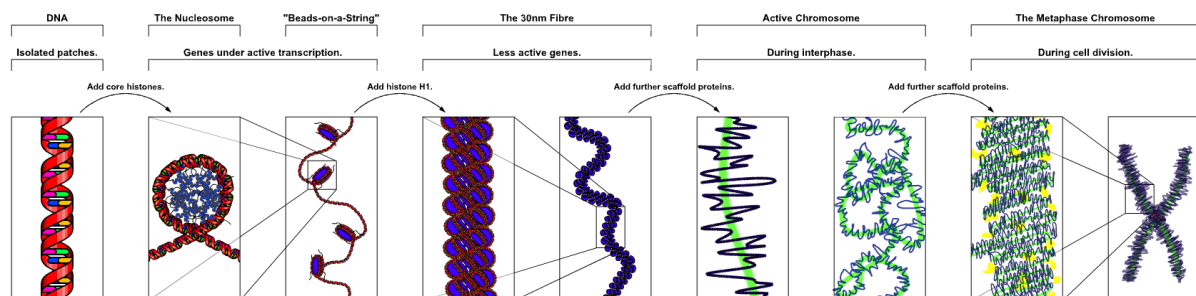 DNA
The Nucleosome
"Beads-on-a-String"
The 30nm Fibre
Active Chromosome
The Metaphase Chromosome
Isolated patches.
Genes under active transcription.
Less active genes.
During interphase.
During cell division.
Add core histones.
Add histone H1.
Add further scaffold proteins.
Add further scaffold proteins.